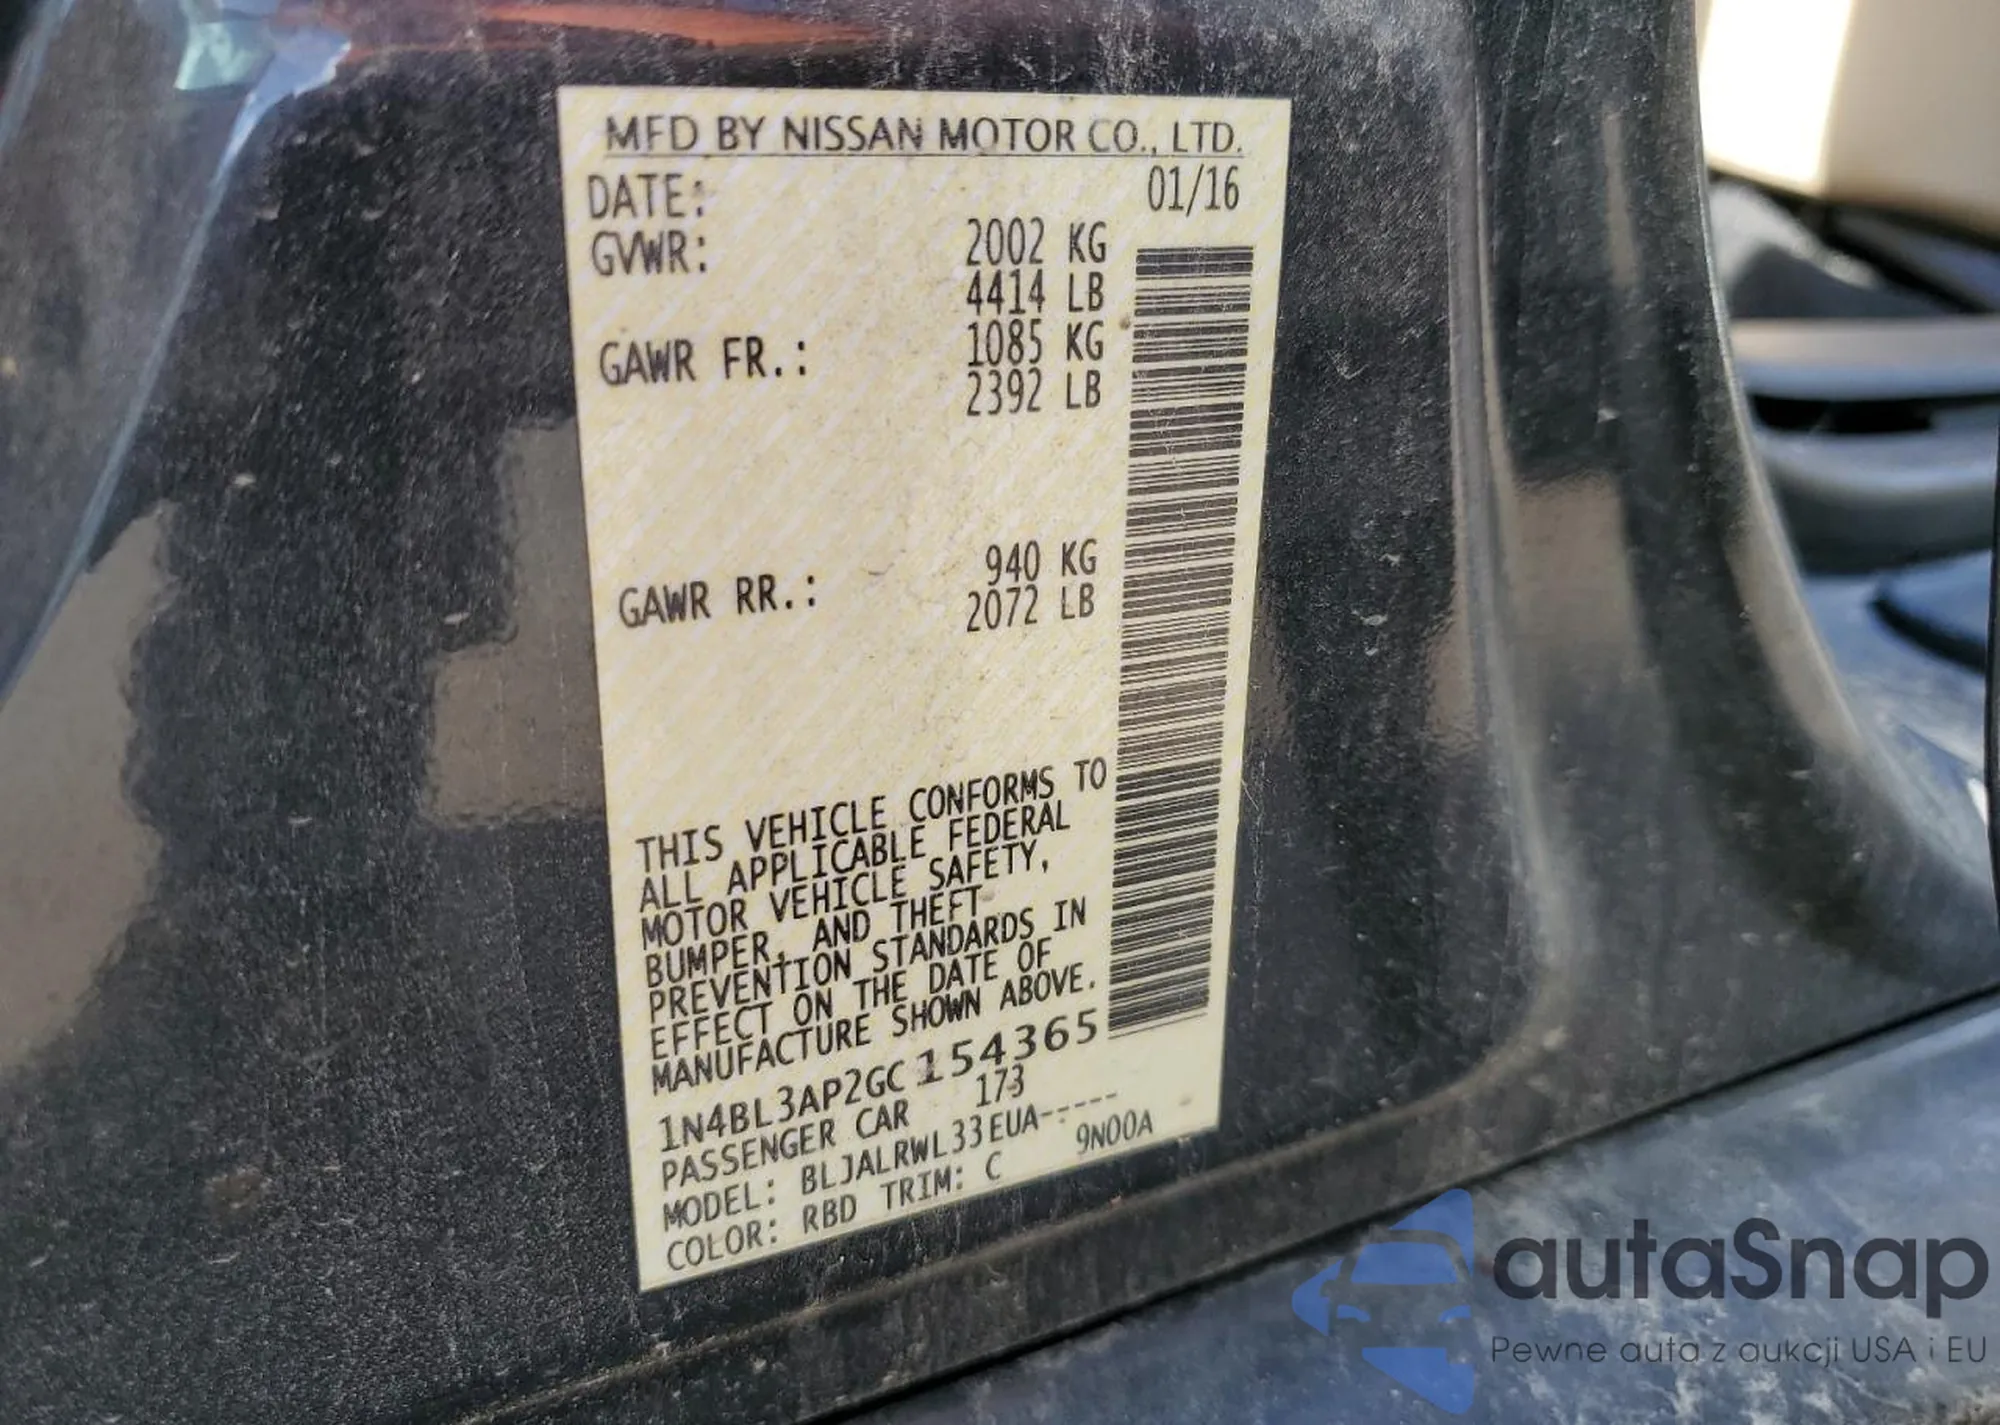 MFD BY NISSAN MOTOR CO., LTD.
DATE: 01/16
GVWR: 2002 KG
4414 LB
GAWR FR.: 1085 KG
2392 LB
GAWR RR.: 940 KG
2072 LB
THIS VEHICLE CONFORMS TO
ALL APPLICABLE FEDERAL
MOTOR VEHICLE SAFETY,
BUMPER, AND THEFT
PREVENTION STANDARDS IN
EFFECT ON THE DATE OF
MANUFACTURE SHOWN ABOVE.
1N4BL3AP2GC154365
PASSENGER CAR 173
MODEL: BLJALRWL33EUA-----
COLOR: RBD TRIM: C 9N00A
autaSnap
Pewne auta z aukcji USA i EU